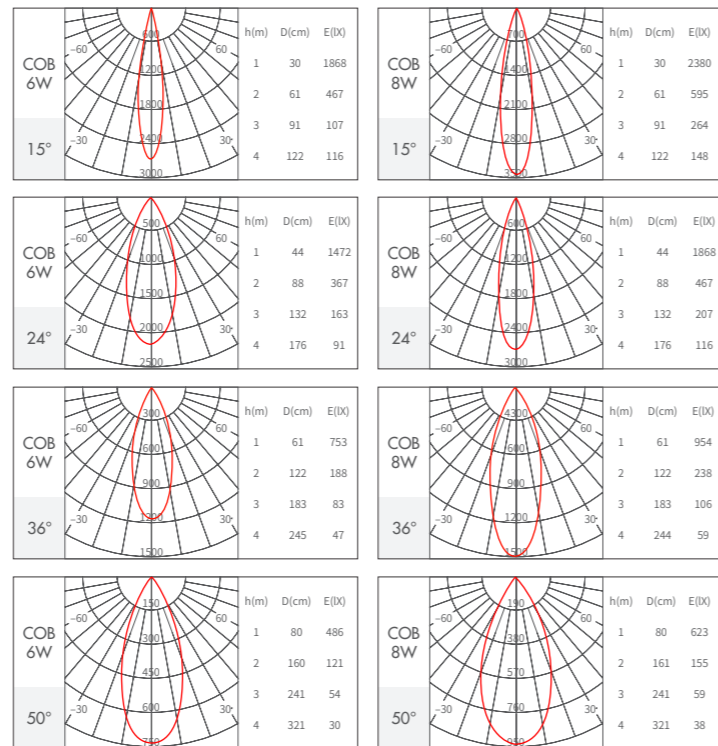 COB
6W
15°
600
1200
1800
2400
3000
-60
60
30
h(m) D(cm) E(lX)
1 30 1868
2 61 467
3 91 107
4 122 116
COB
8W
15°
700
1400
2100
2800
3500
-60
60
-30
30
h(m) D(cm) E(lX)
1 30 2380
2 61 595
3 91 264
4 122 148
COB
6W
24°
500
1000
1500
2000
2500
-60
60
-30
30
h(m) D(cm) E(lX)
1 44 1472
2 88 367
3 132 163
4 176 91
COB
8W
24°
600
1200
1800
2400
3000
-60
60
-30
30
h(m) D(cm) E(lX)
1 44 1868
2 88 467
3 132 207
4 176 116
COB
6W
36°
300
600
900
1200
1500
-60
60
-30
30
h(m) D(cm) E(lX)
1 61 753
2 122 188
3 183 83
4 245 47
COB
8W
36°
4300
600
900
1200
1500
-60
60
-30
30
h(m) D(cm) E(lX)
1 61 954
2 122 238
3 183 106
4 244 59
COB
6W
50°
150
300
450
600
750
-60
60
-30
30
h(m) D(cm) E(lX)
1 80 486
2 160 121
3 241 54
4 321 30
COB
8W
50°
190
380
570
760
950
-60
60
-30
30
h(m) D(cm) E(lX)
1 80 623
2 161 155
3 241 59
4 321 38